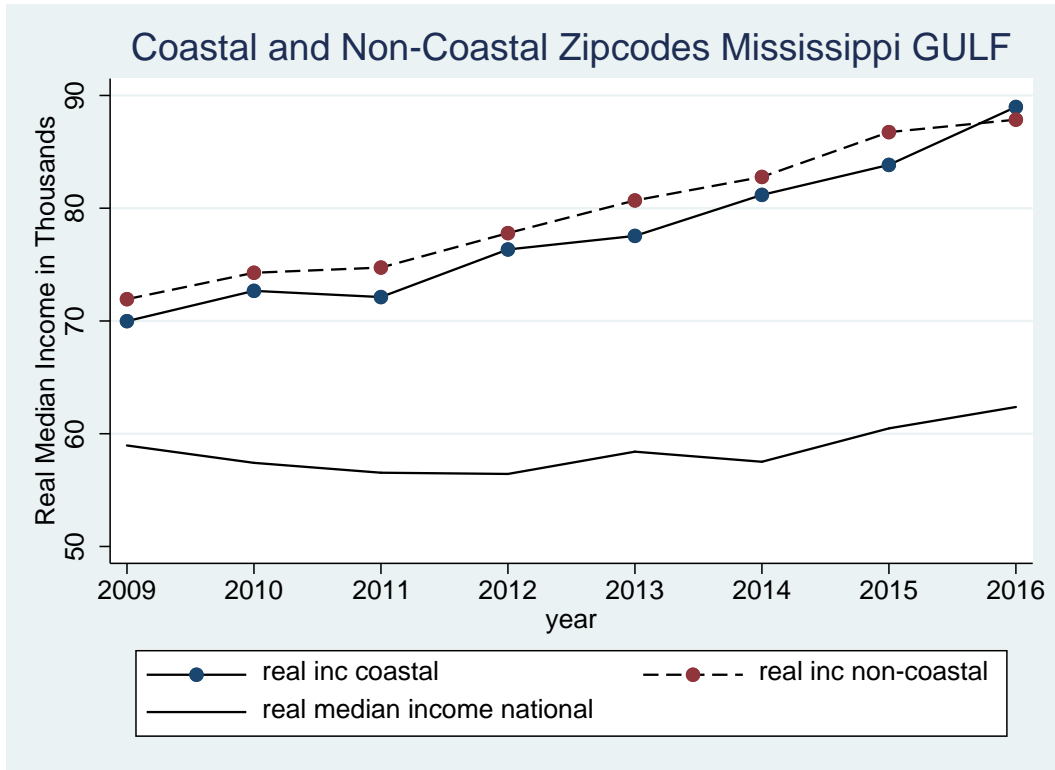 Coastal and Non-Coastal Zipcodes Mississippi GULF
Real Median Income in Thousands
90
80
70
60
50
2009 2010 2011 2012 2013 2014 2015 2016
year
real inc coastal real inc non-coastal
real median income national